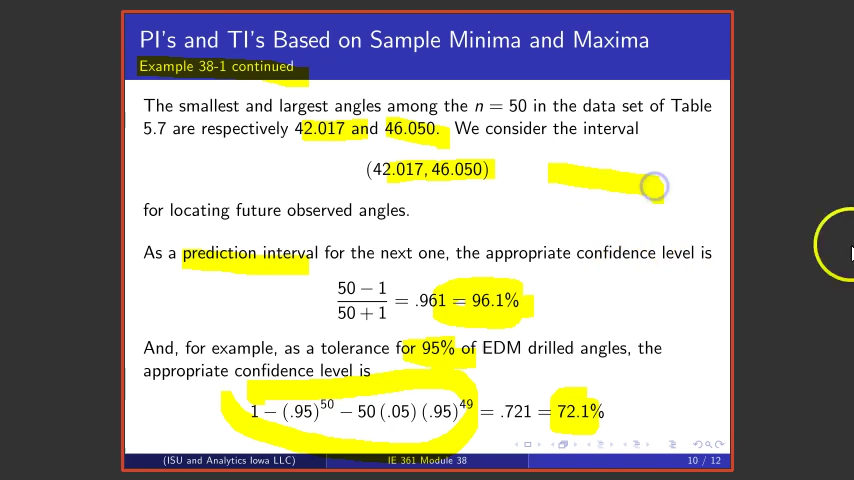 PI's and TI's Based on Sample Minima and Maxima
Example 38-1 continued
The smallest and largest angles among the n = 50 in the data set of Table
5.7 are respectively 42.017 and 46.050. We consider the interval
(42.017, 46.050)
for locating future observed angles.
As a prediction interval for the next one, the appropriate confidence level is
50 − 1
50 + 1
= .961 = 96.1%
And, for example, as a tolerance for 95% of EDM drilled angles, the
appropriate confidence level is
1 − (.95)^50 − 50 (.05) (.95)^49 = .721 = 72.1%
(ISU and Analytics Iowa LLC) IE 361 Module 38 10 / 12